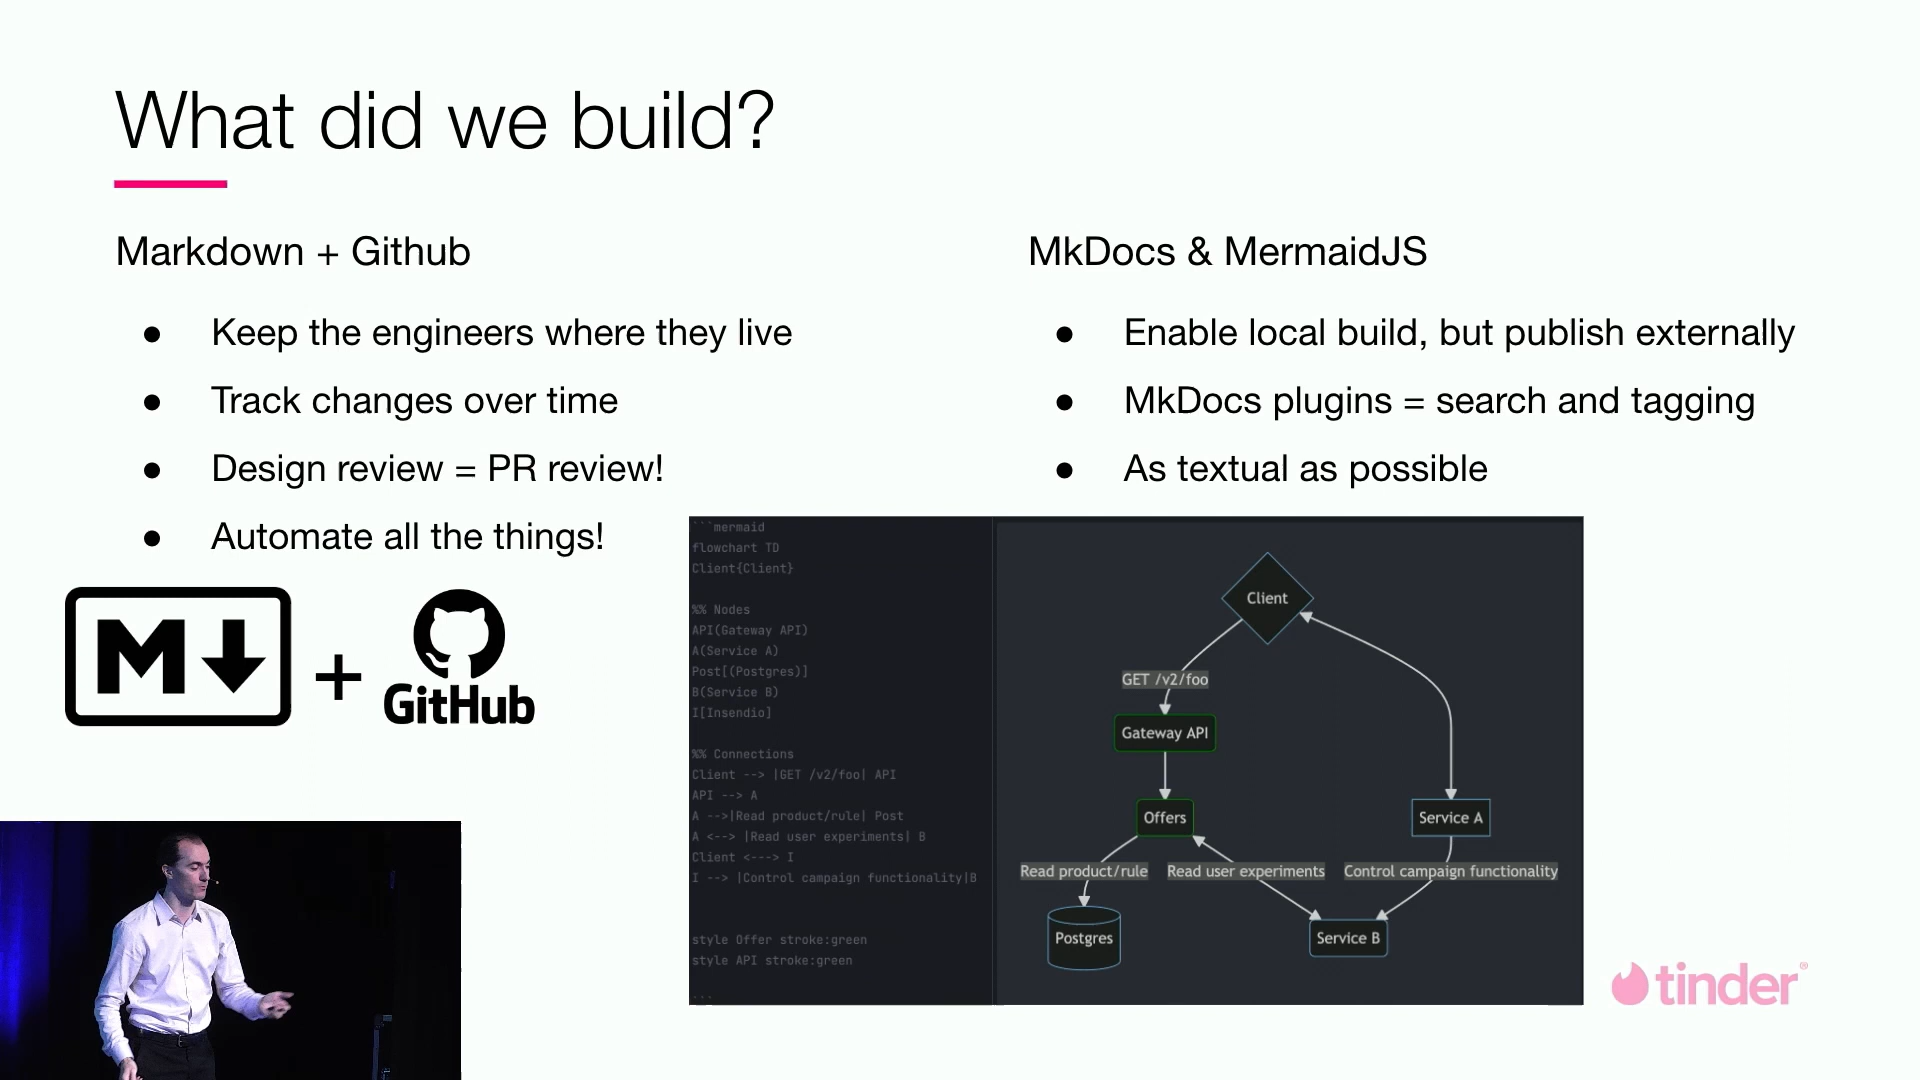 What did we build?
Markdown + Github
● Keep the engineers where they live
● Track changes over time
● Design review = PR review!
● Automate all the things!
M
+
GitHub
MkDocs & MermaidJS
● Enable local build, but publish externally
● MkDocs plugins = search and tagging
● As textual as possible
```mermaid
flowchart TD
Client{Client}
%% Nodes
API(Gateway API)
A(Service A)
Post[(Postgres)]
B(Service B)
I[Insendio]
%% Connections
Client --> |GET /v2/foo| API
API --> A
A -->|Read product/rule| Post
A <--> |Read user experiments| B
Client <---> I
I --> |Control campaign functionality|B
style Offer stroke:green
style API stroke:green
```
Client
GET /v2/foo
Gateway API
Offers
Service A
Read product/rule
Read user experiments
Control campaign functionality
Postgres
Service B
tinder®